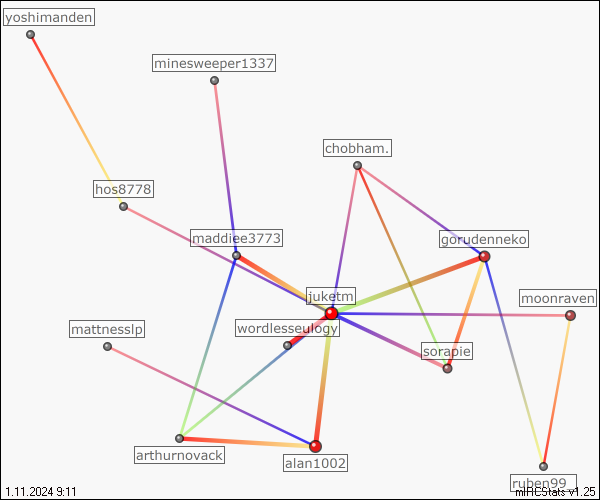 yoshimanden
minesweeper1337
chobham.
hos8778
maddiee3773
gorudenneko
juketm
moonraven
mattnesslp
wordlesseulogy
sorapie
arthurnovack
alan1002
ruben99
1.11.2024 9:11
mIRCStats v1.25